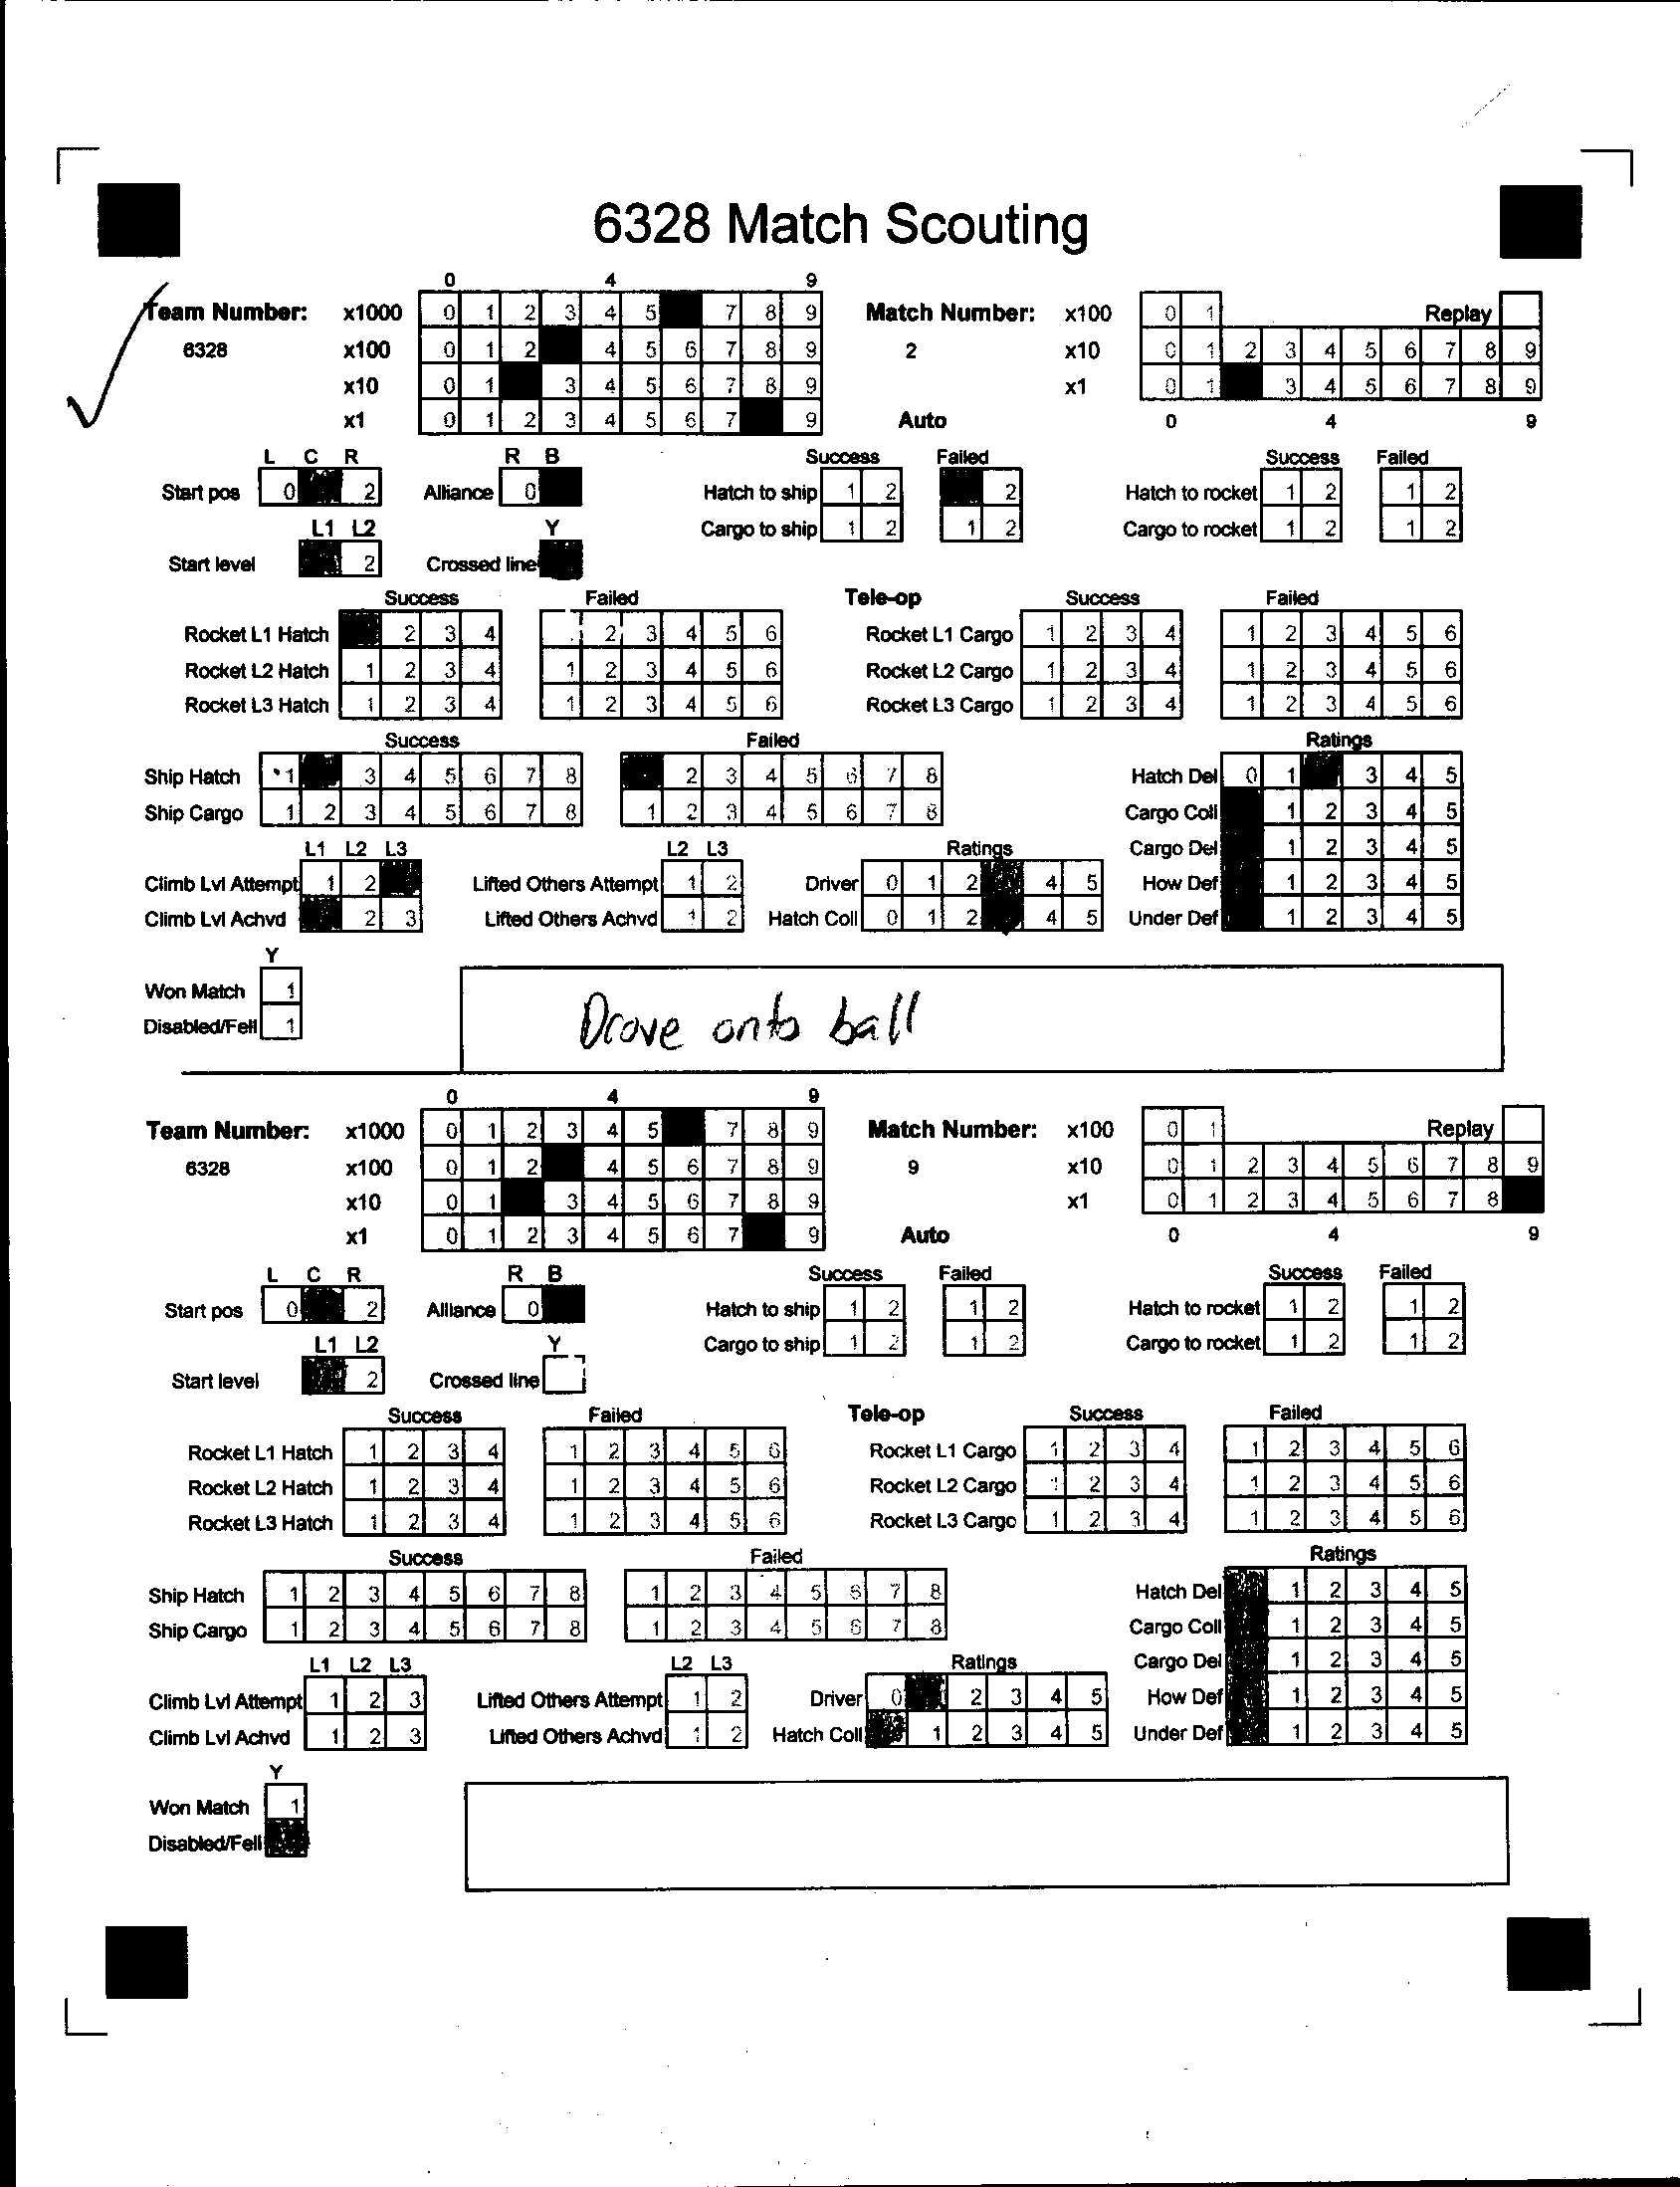 6328 Match Scouting
0 4 9
Team Number: x1000 0 1 2 3 4 5 7 8 9 Match Number: x100 0 1 Replay
6328 x100 0 1 2 4 5 6 7 8 9 2 x10 0 1 2 3 4 5 6 7 8 9
x10 0 1 3 4 5 6 7 8 9 x1 0 1 3 4 5 6 7 8 9
x1 0 1 2 3 4 5 6 7 9 Auto 0 4 9
L C R R B Success Failed Success Failed
Start pos 0 2 Alliance 0 Hatch to ship 1 2 2 Hatch to rocket 1 2 1 2
L1 L2 Y Cargo to ship 1 2 1 2 Cargo to rocket 1 2 1 2
Start level 2 Crossed line
Success Failed Tele-op Success Failed
Rocket L1 Hatch 2 3 4 2 3 4 5 6 Rocket L1 Cargo 1 2 3 4 1 2 3 4 5 6
Rocket L2 Hatch 1 2 3 4 1 2 3 4 5 6 Rocket L2 Cargo 1 2 3 4 1 2 3 4 5 6
Rocket L3 Hatch 1 2 3 4 1 2 3 4 5 6 Rocket L3 Cargo 1 2 3 4 1 2 3 4 5 6
Success Failed Ratings
Ship Hatch 1 3 4 5 6 7 8 2 3 4 5 6 7 8 Hatch Del 0 1 3 4 5
Ship Cargo 1 2 3 4 5 6 7 8 1 2 3 4 5 6 7 8 Cargo Coll 1 2 3 4 5
L1 L2 L3 L2 L3 Ratings Cargo Del 1 2 3 4 5
Climb Lvl Attempt 1 2 Lifted Others Attempt 1 2 Driver 0 1 2 4 5 How Def 1 2 3 4 5
Climb Lvl Achvd 2 3 Lifted Others Achvd 1 2 Hatch Coll 0 1 2 4 5 Under Def 1 2 3 4 5
Y
Won Match 1
Disabled/Fell 1
Drove onto ball
0 4 9
Team Number: x1000 0 1 2 3 4 5 7 8 9 Match Number: x100 0 1 Replay
6328 x100 0 1 2 4 5 6 7 8 9 9 x10 0 1 2 3 4 5 6 7 8 9
x10 0 1 3 4 5 6 7 8 9 x1 0 1 2 3 4 5 6 7 8
x1 0 1 2 3 4 5 6 7 9 Auto 0 4 9
L C R R B Success Failed Success Failed
Start pos 0 2 Alliance 0 Hatch to ship 1 2 1 2 Hatch to rocket 1 2 1 2
L1 L2 Y Cargo to ship 1 2 1 2 Cargo to rocket 1 2 1 2
Start level 2 Crossed line
Success Failed Tele-op Success Failed
Rocket L1 Hatch 1 2 3 4 1 2 3 4 5 6 Rocket L1 Cargo 1 2 3 4 1 2 3 4 5 6
Rocket L2 Hatch 1 2 3 4 1 2 3 4 5 6 Rocket L2 Cargo 1 2 3 4 1 2 3 4 5 6
Rocket L3 Hatch 1 2 3 4 1 2 3 4 5 6 Rocket L3 Cargo 1 2 3 4 1 2 3 4 5 6
Success Failed Ratings
Ship Hatch 1 2 3 4 5 6 7 8 1 2 3 4 5 6 7 8 Hatch Del 1 2 3 4 5
Ship Cargo 1 2 3 4 5 6 7 8 1 2 3 4 5 6 7 8 Cargo Coll 1 2 3 4 5
L1 L2 L3 L2 L3 Ratings Cargo Del 1 2 3 4 5
Climb Lvl Attempt 1 2 3 Lifted Others Attempt 1 2 Driver 0 2 3 4 5 How Def 1 2 3 4 5
Climb Lvl Achvd 1 2 3 Lifted Others Achvd 1 2 Hatch Coll 1 2 3 4 5 Under Def 1 2 3 4 5
Y
Won Match 1
Disabled/Fell